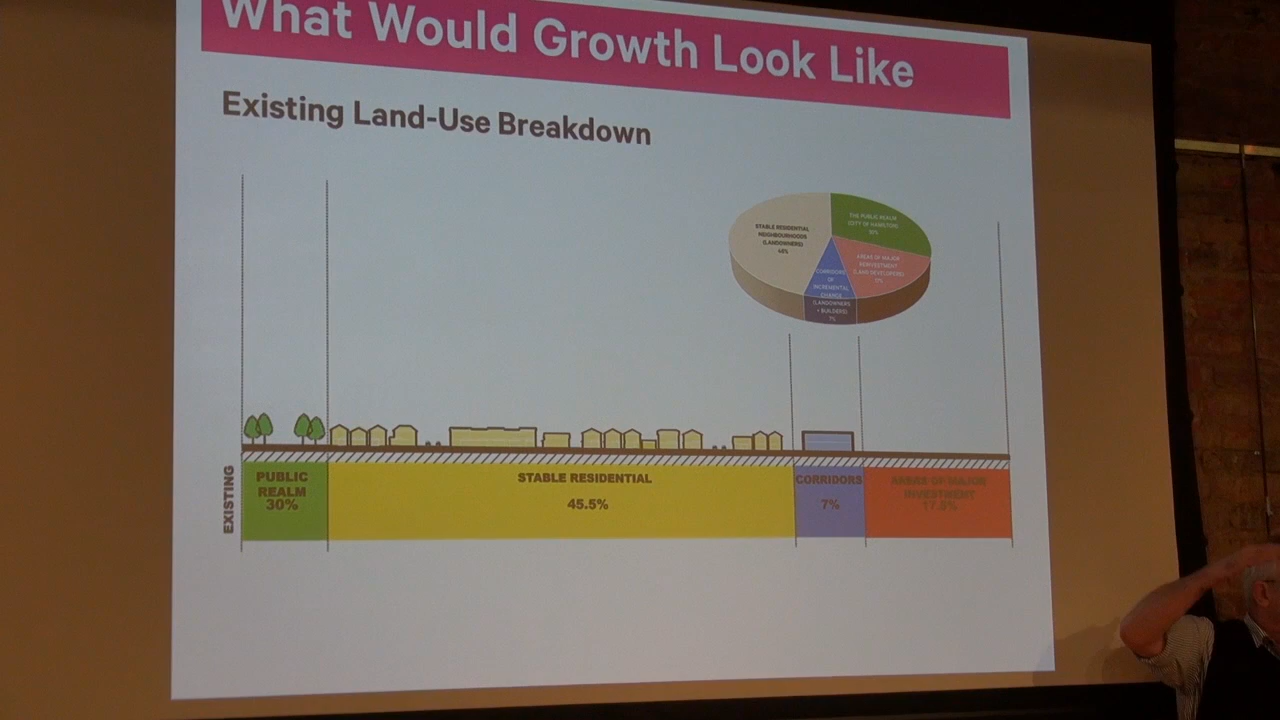 What Would Growth Look Like
Existing Land-Use Breakdown
STABLE RESIDENTIAL
NEIGHBOURHOODS
(LANDOWNERS)
THE PUBLIC REALM
(CITY OF HAMILTON)
30%
AREAS OF MAJOR
REINVESTMENT
(LAND DEVELOPERS)
CORRIDORS
OF
INCREMENTAL
CHANGE
(LANDOWNERS
+ BUILDERS)
7%
EXISTING
PUBLIC
REALM
30%
STABLE RESIDENTIAL
45.5%
CORRIDORS
7%
AREAS OF MAJOR
INVESTMENT
17.5%